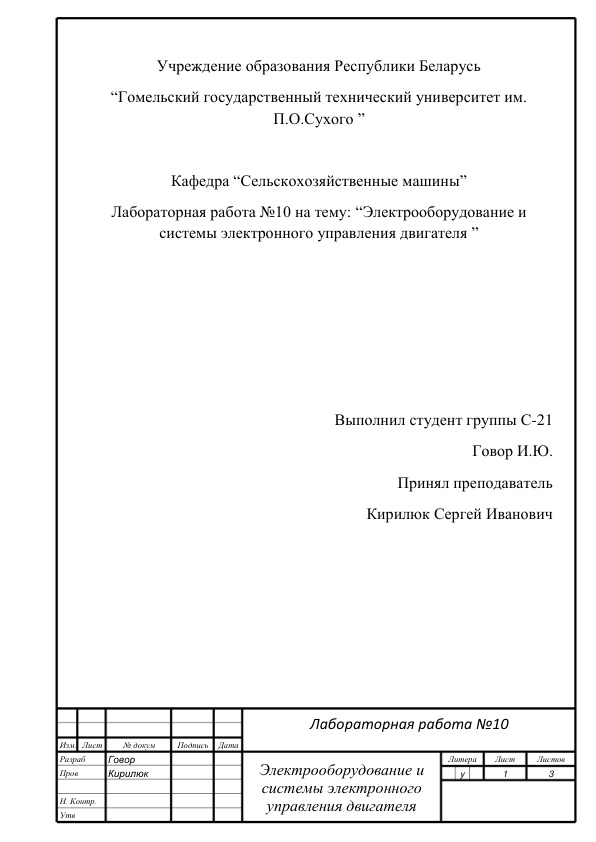 Учреждение образования Республики Беларусь
“Гомельский государственный технический университет им.
П.О.Сухого ”
Кафедра “Сельскохозяйственные машины”
Лабораторная работа №10 на тему: “Электрооборудование и
системы электронного управления двигателя ”
Выполнил студент группы С-21
Говор И.Ю.
Принял преподаватель
Кирилюк Сергей Иванович
Лабораторная работа №10
Изм. Лист № докум Подпись Дата
Разраб Говор
Пров Кирилюк
Н. Контр.
Утв
Электрооборудование и
системы электронного
управления двигателя
Литера Лист Листов
у 1 3